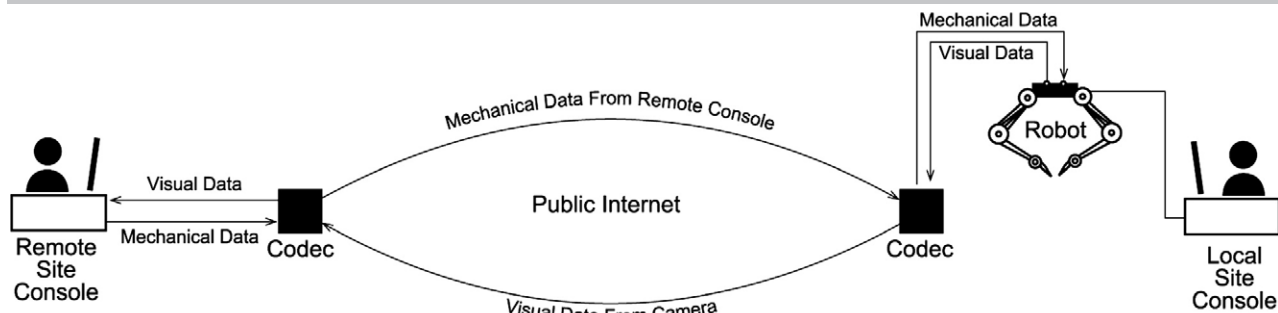 Mechanical Data
Visual Data
Mechanical Data From Remote Console
Robot
Visual Data
Public Internet
Mechanical Data
Codec
Codec
Remote
Site
Console
Local
Site
Console
Visual Data From Camera